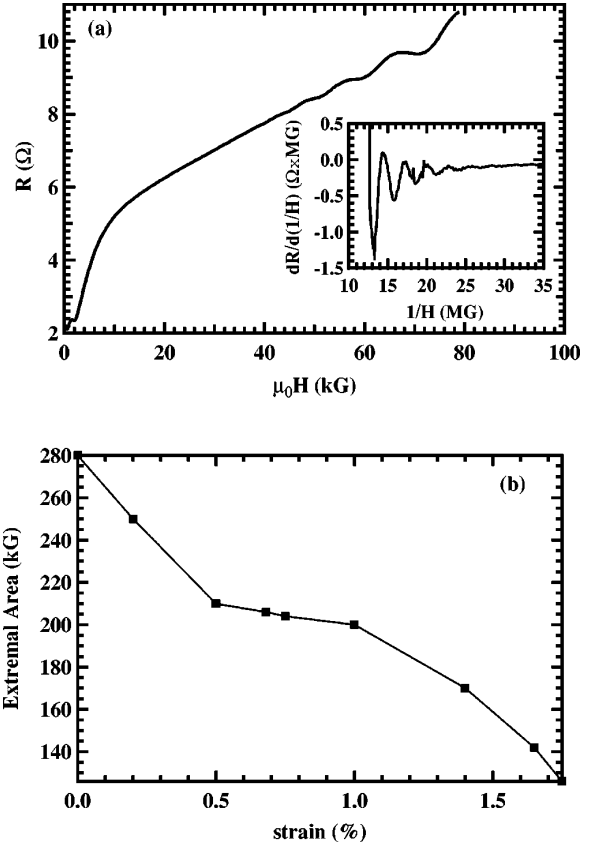 (a)
10
8
6
4
2
R (Ω)
0.5
0.0
-0.5
-1.0
-1.5
dR/d(1/H) (Ω×MG)
10 15 20 25 30 35
1/H (MG)
0 20 40 60 80 100
μ₀H (kG)
(b)
280
260
240
220
200
180
160
140
Extremal Area (kG)
0.0 0.5 1.0 1.5
strain (%)